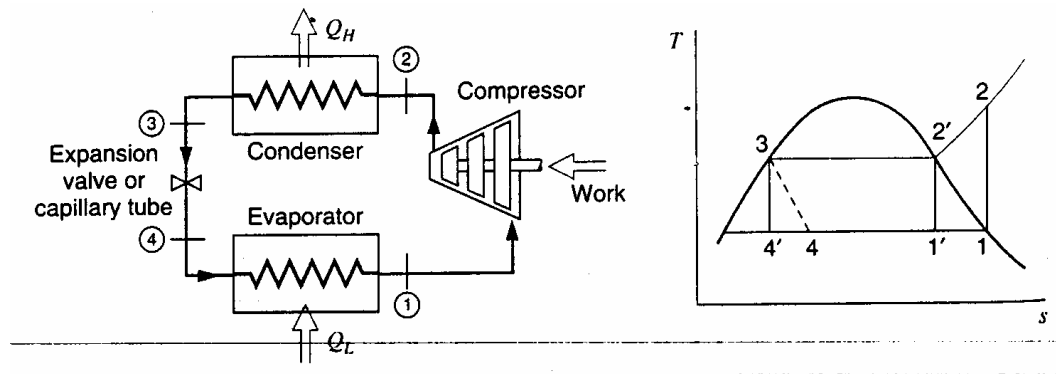 Q_H
②
Compressor
③
Condenser
Expansion
valve or
capillary tube
Work
Evaporator
④
①
Q_L
T
2
3
2′
4′
4
1′
1
s